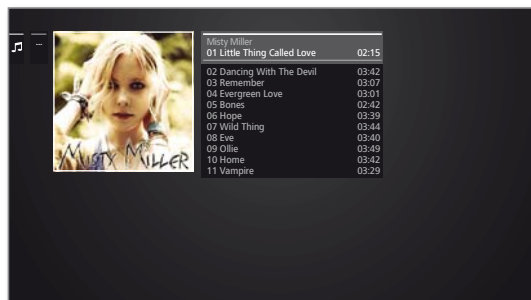 ...
MISTY MILLER
Misty Miller
01 Little Thing Called Love 02:15
02 Dancing With The Devil 03:42
03 Remember 03:07
04 Evergreen Love 03:01
05 Bones 02:42
06 Hope 03:39
07 Wild Thing 03:44
08 Eve 03:40
09 Ollie 03:49
10 Home 03:42
11 Vampire 03:29